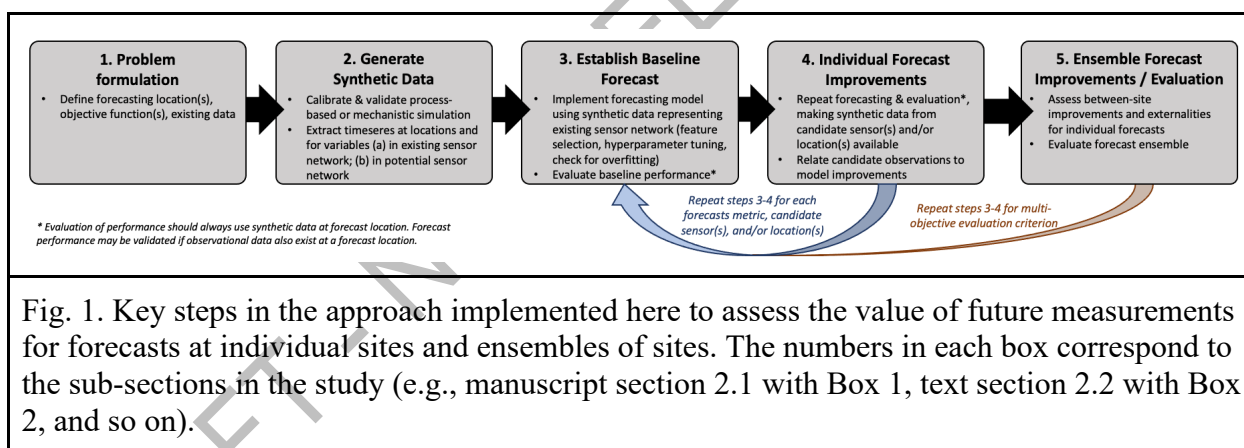 1. Problem
formulation
• Define forecasting location(s),
objective function(s), existing data
2. Generate
Synthetic Data
• Calibrate & validate process-
based or mechanistic simulation
• Extract timeseres at locations and
for variables (a) in existing sensor
network; (b) in potential sensor
network
3. Establish Baseline
Forecast
• Implement forecasting model
using synthetic data representing
existing sensor network (feature
selection, hyperparameter tuning,
check for overfitting)
• Evaluate baseline performance*
4. Individual Forecast
Improvements
• Repeat forecasting & evaluation*,
making synthetic data from
candidate sensor(s) and/or
location(s) available
• Relate candidate observations to
model improvements
5. Ensemble Forecast
Improvements / Evaluation
• Assess between-site
improvements and externalities
for individual forecasts
• Evaluate forecast ensemble
* Evaluation of performance should always use synthetic data at forecast location. Forecast
performance may be validated if observational data also exist at a forecast location.
Repeat steps 3-4 for each
forecasts metric, candidate
sensor(s), and/or location(s)
Repeat steps 3-4 for multi-
objective evaluation criterion
Fig. 1. Key steps in the approach implemented here to assess the value of future measurements
for forecasts at individual sites and ensembles of sites. The numbers in each box correspond to
the sub-sections in the study (e.g., manuscript section 2.1 with Box 1, text section 2.2 with Box
2, and so on).